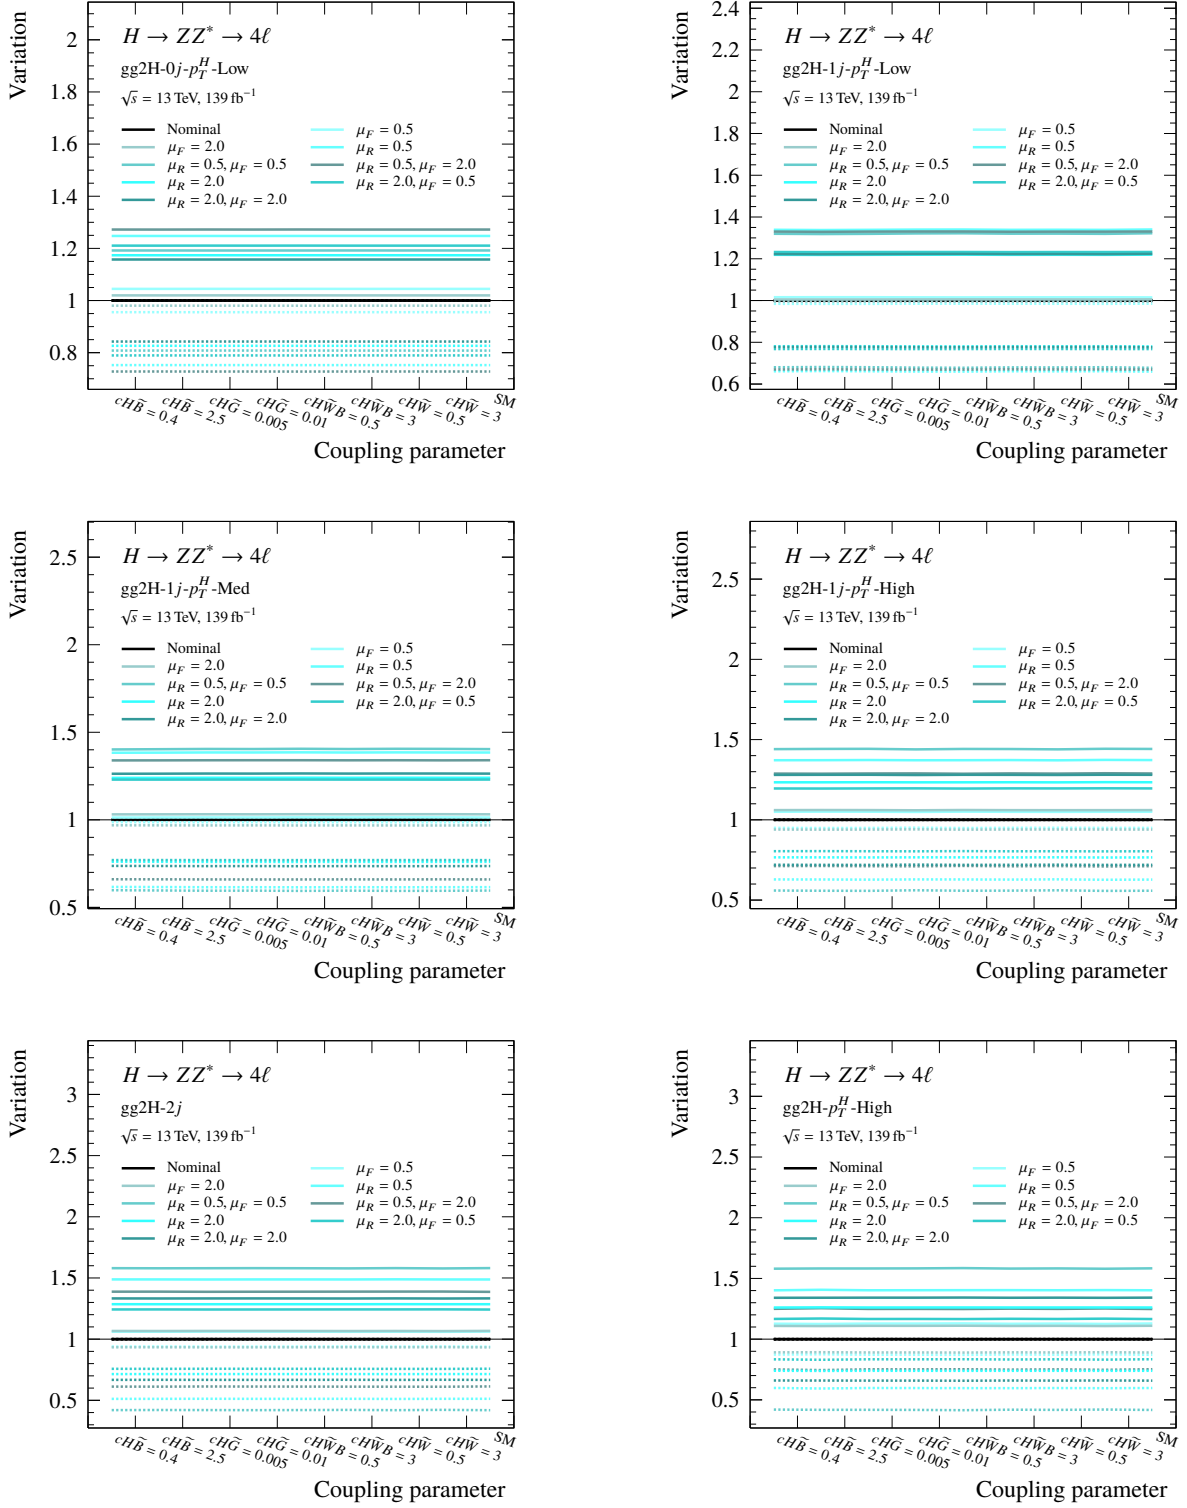 Variation
H → ZZ* → 4ℓ
gg2H-0j-p_T^H-Low
√s = 13 TeV, 139 fb⁻¹
Nominal
μ_F = 0.5
μ_F = 2.0
μ_R = 0.5
μ_R = 0.5, μ_F = 0.5
μ_R = 0.5, μ_F = 2.0
μ_R = 2.0
μ_R = 2.0, μ_F = 0.5
μ_R = 2.0, μ_F = 2.0
2
1.8
1.6
1.4
1.2
1
0.8
cHB̃ = 0.4
cHB̃ = 2.5
cHG̃ = 0.005
cHG̃ = 0.01
cHW̃B = 0.5
cHW̃B = 3
cHW̃ = 0.5
cHW̃ = 3
SM
Coupling parameter
Variation
H → ZZ* → 4ℓ
gg2H-1j-p_T^H-Low
√s = 13 TeV, 139 fb⁻¹
Nominal
μ_F = 0.5
μ_F = 2.0
μ_R = 0.5
μ_R = 0.5, μ_F = 0.5
μ_R = 0.5, μ_F = 2.0
μ_R = 2.0
μ_R = 2.0, μ_F = 0.5
μ_R = 2.0, μ_F = 2.0
2.4
2.2
2
1.8
1.6
1.4
1.2
1
0.8
0.6
cHB̃ = 0.4
cHB̃ = 2.5
cHG̃ = 0.005
cHG̃ = 0.01
cHW̃B = 0.5
cHW̃B = 3
cHW̃ = 0.5
cHW̃ = 3
SM
Coupling parameter
Variation
H → ZZ* → 4ℓ
gg2H-1j-p_T^H-Med
√s = 13 TeV, 139 fb⁻¹
Nominal
μ_F = 0.5
μ_F = 2.0
μ_R = 0.5
μ_R = 0.5, μ_F = 0.5
μ_R = 0.5, μ_F = 2.0
μ_R = 2.0
μ_R = 2.0, μ_F = 0.5
μ_R = 2.0, μ_F = 2.0
2.5
2
1.5
1
0.5
cHB̃ = 0.4
cHB̃ = 2.5
cHG̃ = 0.005
cHG̃ = 0.01
cHW̃B = 0.5
cHW̃B = 3
cHW̃ = 0.5
cHW̃ = 3
SM
Coupling parameter
Variation
H → ZZ* → 4ℓ
gg2H-1j-p_T^H-High
√s = 13 TeV, 139 fb⁻¹
Nominal
μ_F = 0.5
μ_F = 2.0
μ_R = 0.5
μ_R = 0.5, μ_F = 0.5
μ_R = 0.5, μ_F = 2.0
μ_R = 2.0
μ_R = 2.0, μ_F = 0.5
μ_R = 2.0, μ_F = 2.0
2.5
2
1.5
1
0.5
cHB̃ = 0.4
cHB̃ = 2.5
cHG̃ = 0.005
cHG̃ = 0.01
cHW̃B = 0.5
cHW̃B = 3
cHW̃ = 0.5
cHW̃ = 3
SM
Coupling parameter
Variation
H → ZZ* → 4ℓ
gg2H-2j
√s = 13 TeV, 139 fb⁻¹
Nominal
μ_F = 0.5
μ_F = 2.0
μ_R = 0.5
μ_R = 0.5, μ_F = 0.5
μ_R = 0.5, μ_F = 2.0
μ_R = 2.0
μ_R = 2.0, μ_F = 0.5
μ_R = 2.0, μ_F = 2.0
3
2.5
2
1.5
1
0.5
cHB̃ = 0.4
cHB̃ = 2.5
cHG̃ = 0.005
cHG̃ = 0.01
cHW̃B = 0.5
cHW̃B = 3
cHW̃ = 0.5
cHW̃ = 3
SM
Coupling parameter
Variation
H → ZZ* → 4ℓ
gg2H-p_T^H-High
√s = 13 TeV, 139 fb⁻¹
Nominal
μ_F = 0.5
μ_F = 2.0
μ_R = 0.5
μ_R = 0.5, μ_F = 0.5
μ_R = 0.5, μ_F = 2.0
μ_R = 2.0
μ_R = 2.0, μ_F = 0.5
μ_R = 2.0, μ_F = 2.0
3
2.5
2
1.5
1
0.5
cHB̃ = 0.4
cHB̃ = 2.5
cHG̃ = 0.005
cHG̃ = 0.01
cHW̃B = 0.5
cHW̃B = 3
cHW̃ = 0.5
cHW̃ = 3
SM
Coupling parameter